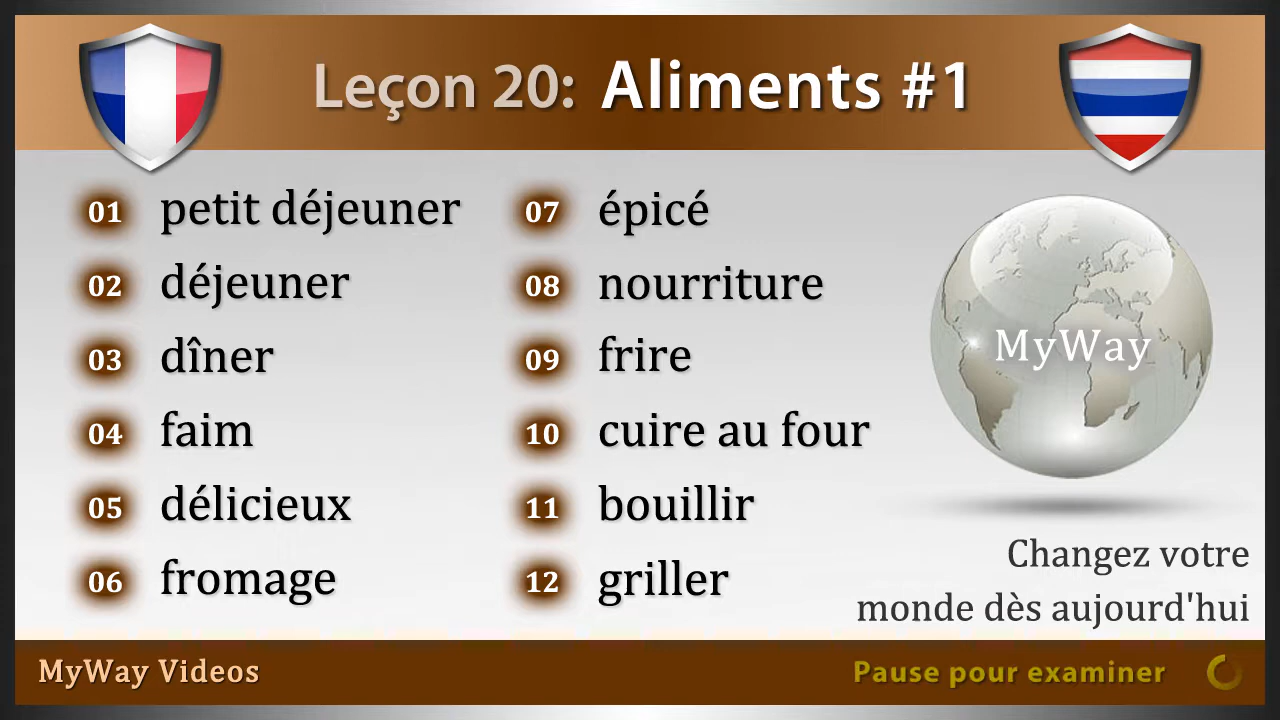 Leçon 20: Aliments #1
01 petit déjeuner
02 déjeuner
03 dîner
04 faim
05 délicieux
06 fromage
07 épicé
08 nourriture
09 frire
10 cuire au four
11 bouillir
12 griller
MyWay
Changez votre
monde dès aujourd'hui
MyWay Videos
Pause pour examiner